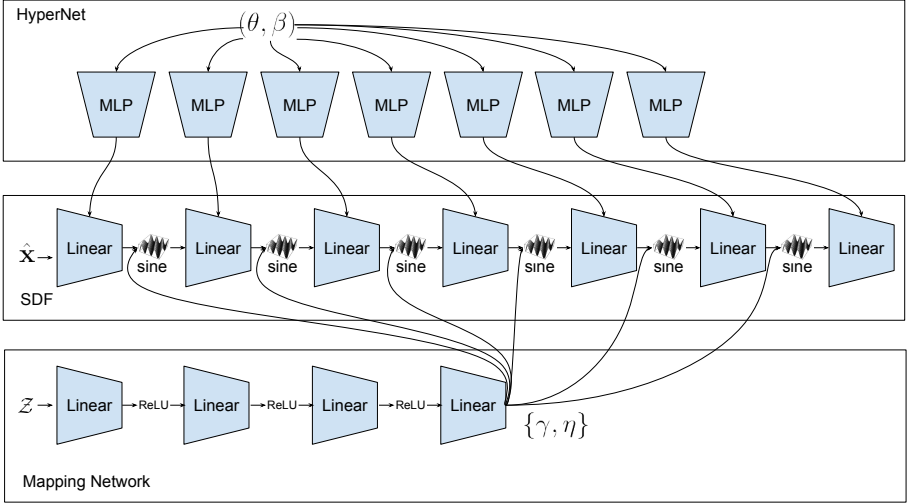 HyperNet
(θ, β)
MLP MLP MLP MLP MLP MLP MLP
x̂ Linear sine Linear sine Linear sine Linear sine Linear sine Linear sine Linear
SDF
𝒵 Linear ReLU Linear ReLU Linear ReLU Linear
{γ, η}
Mapping Network